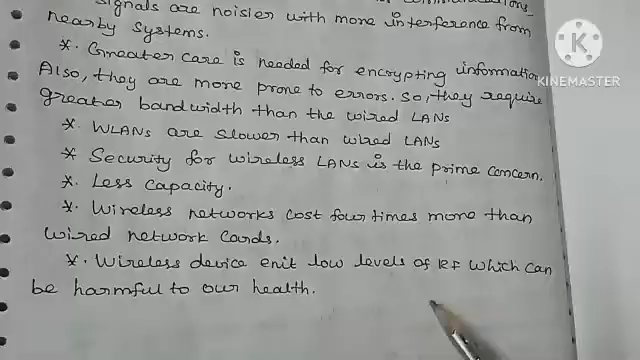 signals are noisier with more interference from
nearby systems.
*. Greater care is needed for encrypting information
Also, they are more prone to errors. So, they require
greater bandwidth than the wired LANs
* WLANs are slower than wired LANs
* Security for wireless LANs is the prime concern.
*. Less capacity.
*. Wireless networks cost four times more than
wired network cards.
*. Wireless device emit low levels of RF which can
be harmful to our health.
KINEMASTER